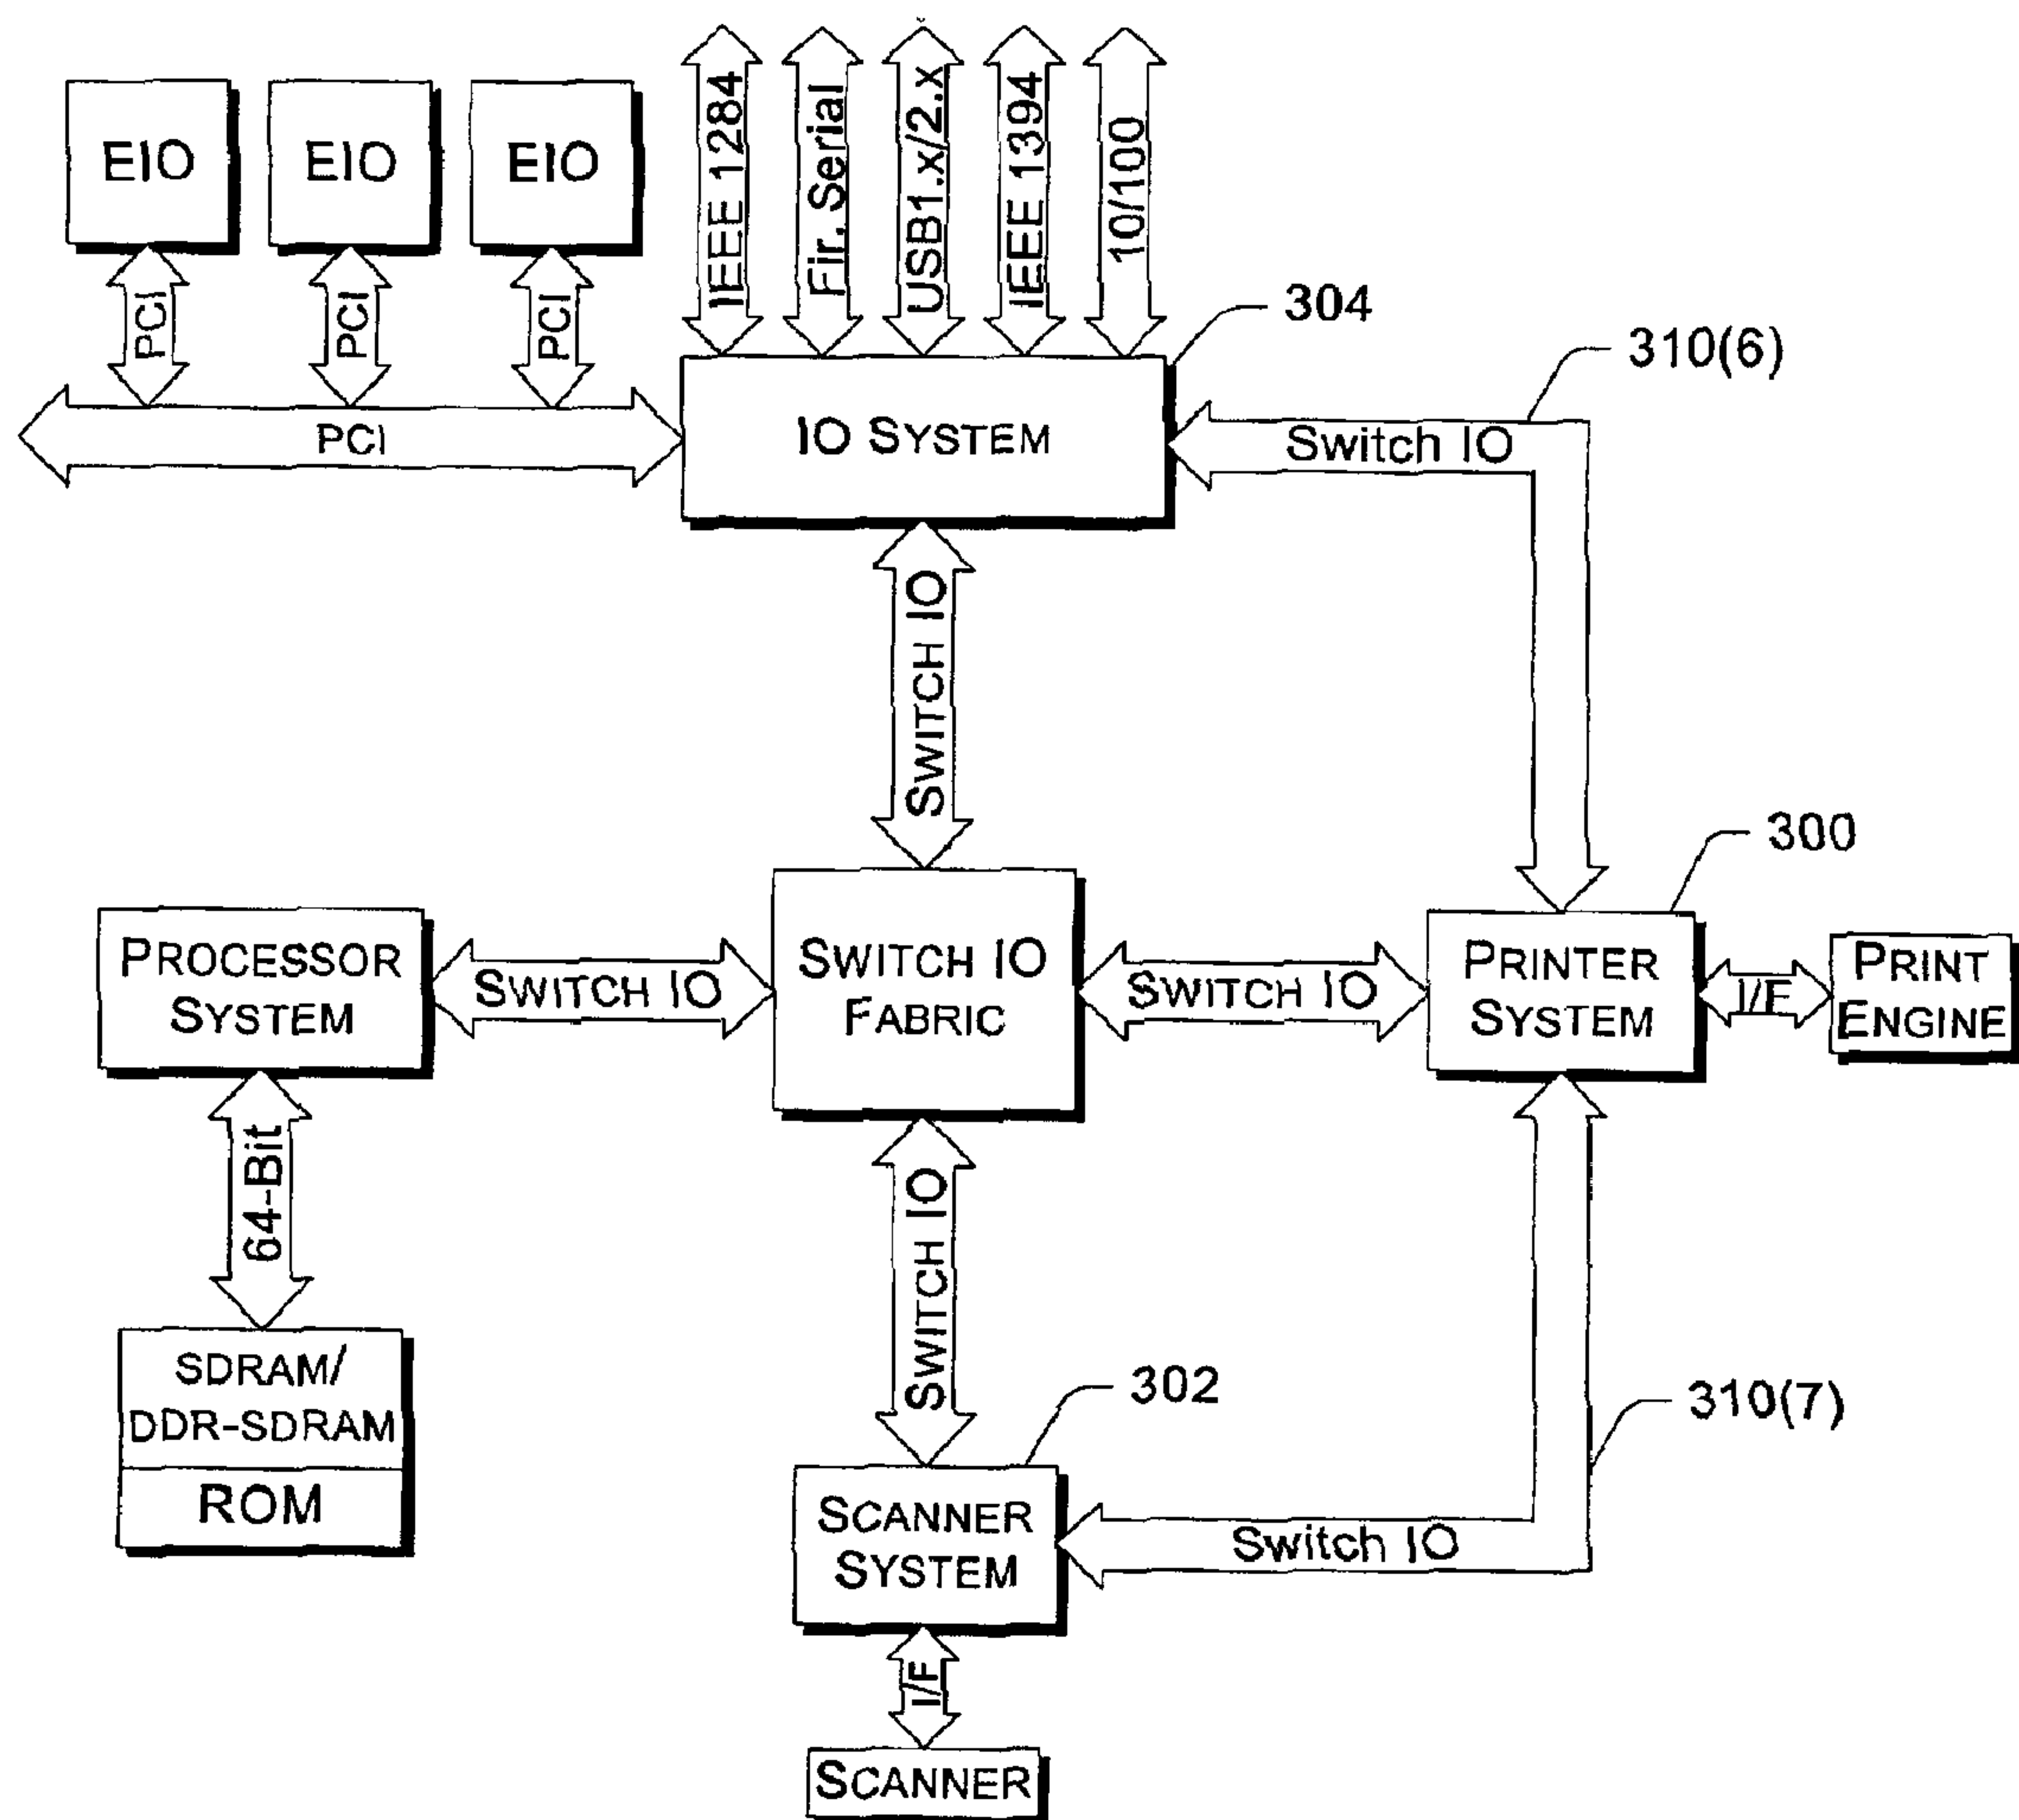 EIO
EIO
EIO
IEEE 1284
Fir, Serial
USB1.x/2.x
IEEE 1394
10/100
PCI
PCI
PCI
304
310(6)
PCI
IO SYSTEM
Switch IO
SWITCH IO
300
PROCESSOR
SYSTEM
SWITCH IO
SWITCH IO
FABRIC
SWITCH IO
PRINTER
SYSTEM
I/F
PRINT
ENGINE
64-Bit
SWITCH IO
SDRAM/
DDR-SDRAM
ROM
302
310(7)
SCANNER
SYSTEM
Switch IO
I/F
SCANNER